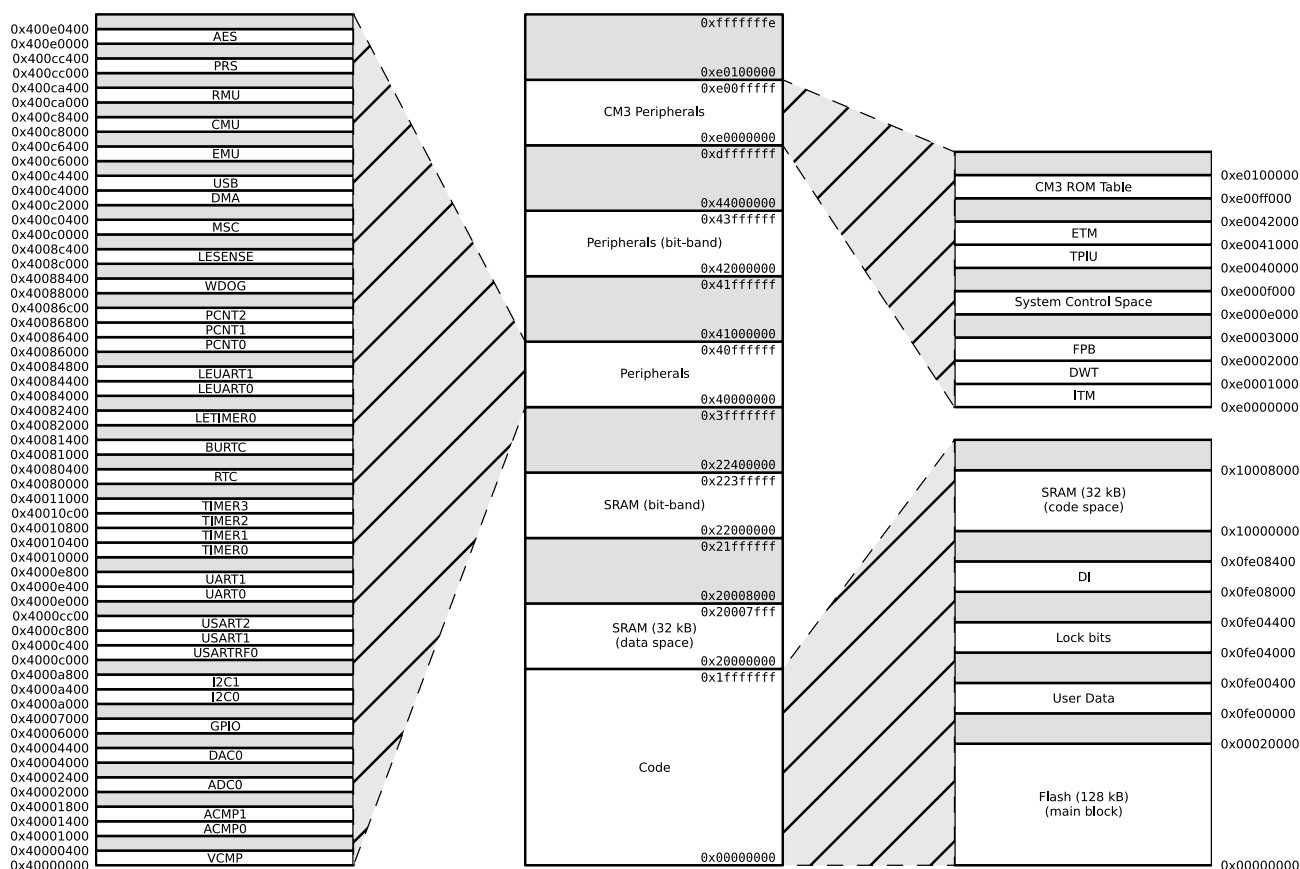 0x400e0400
AES
0x400e0000
0x400cc400
PRS
0x400cc000
0x400ca400
RMU
0x400ca000
0x400c8400
CMU
0x400c8000
0x400c6400
EMU
0x400c6000
0x400c4400
USB
0x400c4000
DMA
0x400c2000
0x400c0400
MSC
0x400c0000
0x4008c400
LESENSE
0x4008c000
0x40088400
WDOG
0x40088000
0x40086c00
PCNT2
0x40086800
PCNT1
0x40086400
PCNT0
0x40086000
0x40084800
LEUART1
0x40084400
LEUART0
0x40084000
0x40082400
LETIMER0
0x40082000
0x40081400
BURTC
0x40081000
0x40080400
RTC
0x40080000
0x40011000
TIMER3
0x40010c00
TIMER2
0x40010800
TIMER1
0x40010400
TIMER0
0x40010000
0x4000e800
UART1
0x4000e400
UART0
0x4000e000
0x4000cc00
USART2
0x4000c800
USART1
0x4000c400
USARTRF0
0x4000c000
0x4000a800
I2C1
0x4000a400
I2C0
0x4000a000
0x40007000
GPIO
0x40006000
0x40004400
DAC0
0x40004000
0x40002400
ADC0
0x40002000
0x40001800
ACMP1
0x40001400
ACMP0
0x40001000
0x40000400
VCMP
0x40000000
0xfffffffe
0xe0100000
0xe00fffff
CM3 Peripherals
0xe0000000
0xdfffffff
0x44000000
0x43ffffff
Peripherals (bit-band)
0x42000000
0x41ffffff
0x41000000
0x40ffffff
Peripherals
0x40000000
0x3fffffff
0x22400000
0x223fffff
SRAM (bit-band)
0x22000000
0x21ffffff
0x20008000
0x20007fff
SRAM (32 kB)
(data space)
0x20000000
0x1fffffff
Code
0x00000000
0xe0100000
CM3 ROM Table
0xe00ff000
0xe0042000
ETM
0xe0041000
TPIU
0xe0040000
0xe000f000
System Control Space
0xe000e000
0xe0003000
FPB
0xe0002000
DWT
0xe0001000
ITM
0xe0000000
0x10008000
SRAM (32 kB)
(code space)
0x10000000
0x0fe08400
DI
0x0fe08000
0x0fe04400
Lock bits
0x0fe04000
0x0fe00400
User Data
0x0fe00000
0x00020000
Flash (128 kB)
(main block)
0x00000000